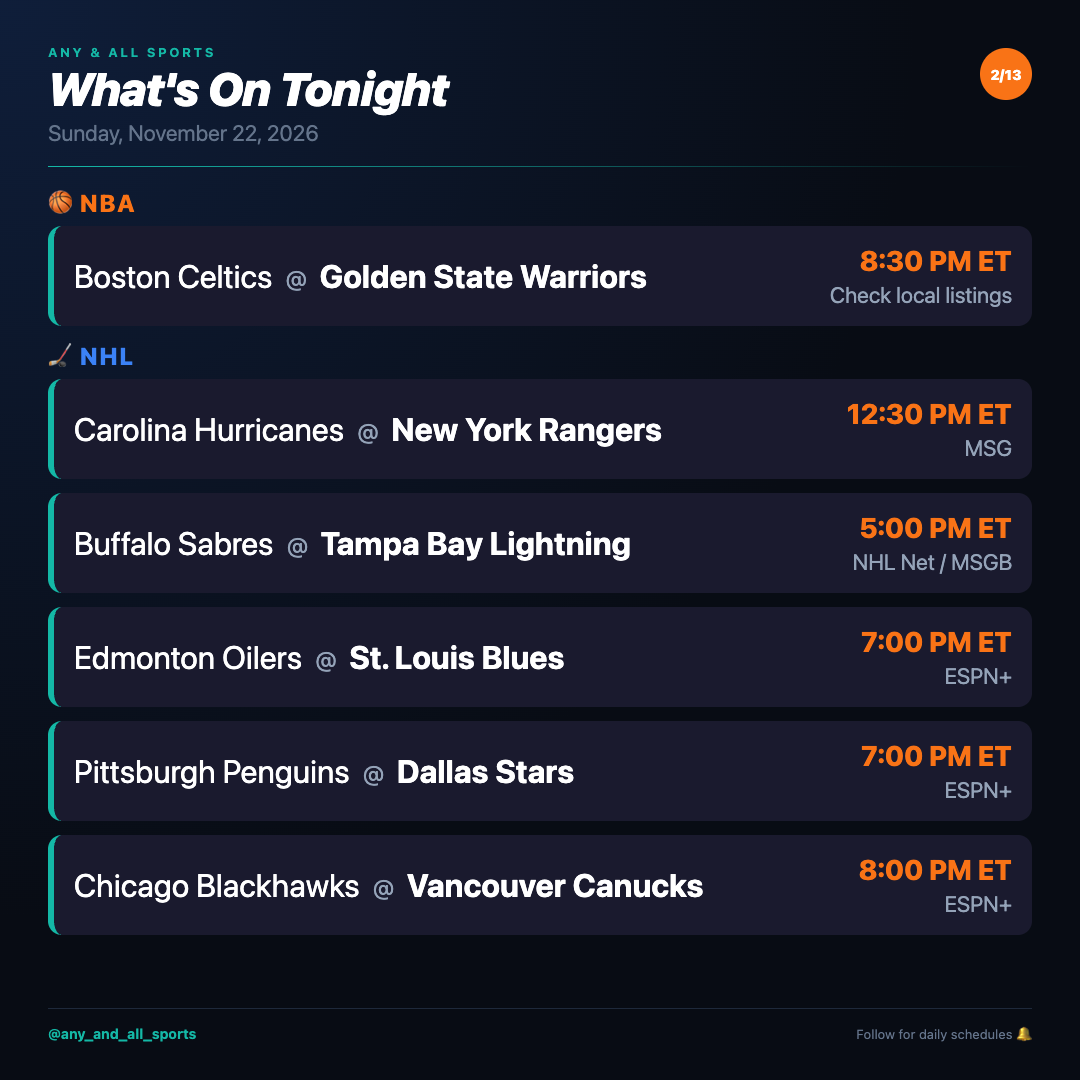 ANY & ALL SPORTS
What's On Tonight
2/13
Sunday, November 22, 2026
🏀 NBA
Boston Celtics @ Golden State Warriors
8:30 PM ET
Check local listings
🏒 NHL
Carolina Hurricanes @ New York Rangers
12:30 PM ET
MSG
Buffalo Sabres @ Tampa Bay Lightning
5:00 PM ET
NHL Net / MSGB
Edmonton Oilers @ St. Louis Blues
7:00 PM ET
ESPN+
Pittsburgh Penguins @ Dallas Stars
7:00 PM ET
ESPN+
Chicago Blackhawks @ Vancouver Canucks
8:00 PM ET
ESPN+
@any_and_all_sports
Follow for daily schedules 🔔